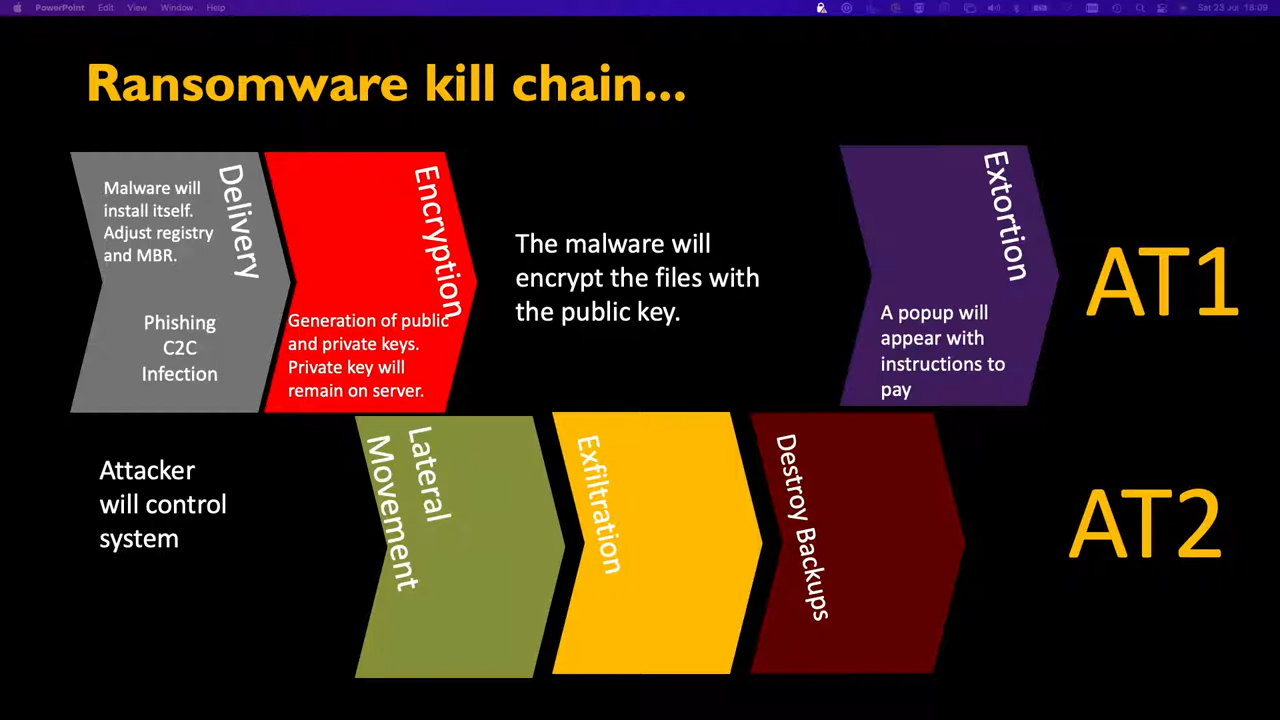 PowerPoint Edit View Window Help Sat 23 Jul 18:09
Ransomware kill chain...
Malware will
install itself.
Adjust registry
and MBR.
Delivery
Phishing
C2C
Infection
Encryption
Generation of public
and private keys.
Private key will
remain on server.
The malware will
encrypt the files with
the public key.
Extortion
A popup will
appear with
instructions to
pay
AT1
Attacker
will control
system
Lateral
Movement
Exfiltration
Destroy Backups
AT2